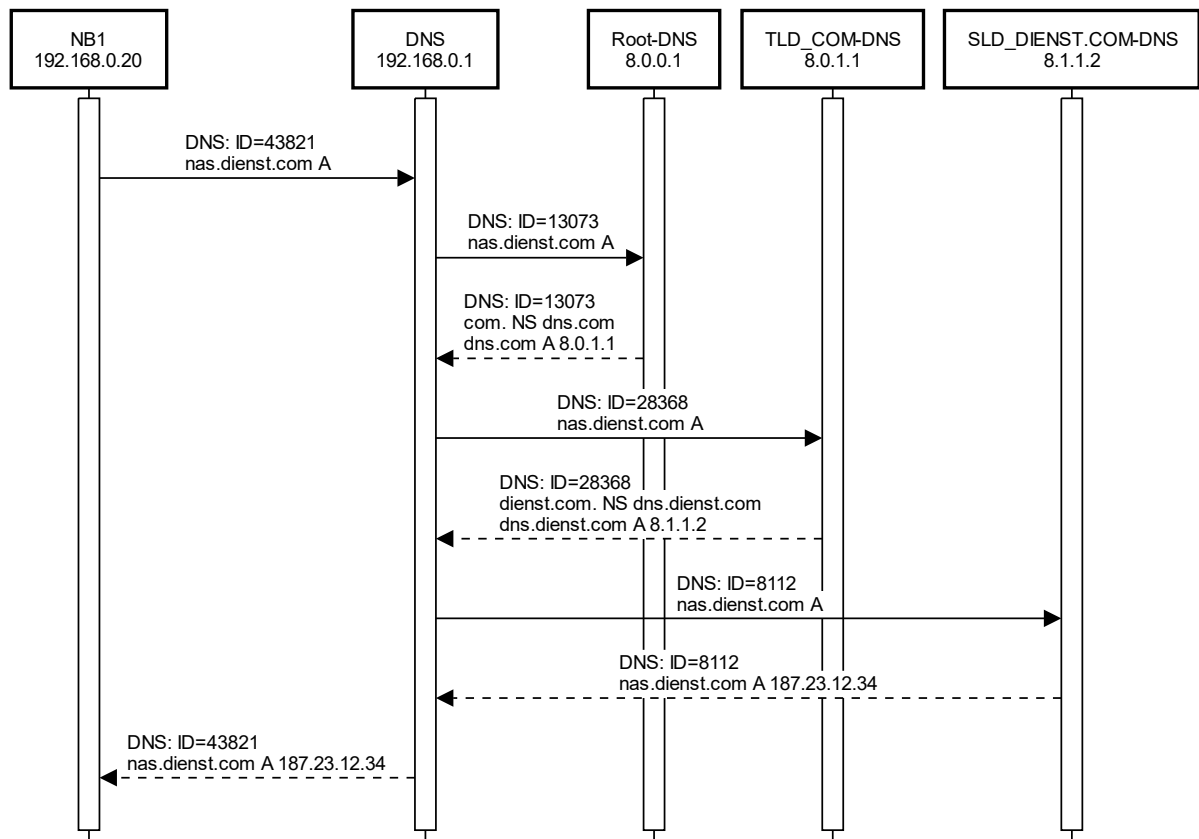 NB1
192.168.0.20
DNS
192.168.0.1
Root-DNS
8.0.0.1
TLD_COM-DNS
8.0.1.1
SLD_DIENST.COM-DNS
8.1.1.2
DNS: ID=43821
nas.dienst.com A
DNS: ID=13073
nas.dienst.com A
DNS: ID=13073
com. NS dns.com
dns.com A 8.0.1.1
DNS: ID=28368
nas.dienst.com A
DNS: ID=28368
dienst.com. NS dns.dienst.com
dns.dienst.com A 8.1.1.2
DNS: ID=8112
nas.dienst.com A
DNS: ID=8112
nas.dienst.com A 187.23.12.34
DNS: ID=43821
nas.dienst.com A 187.23.12.34